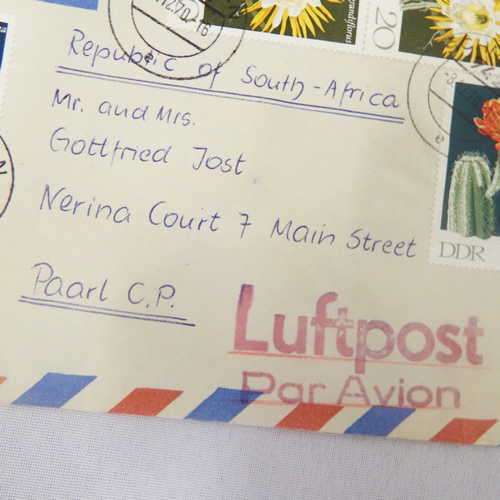 grandiflorus
20
Republic of South-Africa
Mr. and Mrs.
Gottfried Jost
Nerina Court 7 Main Street
Paarl C.P.
DDR
Luftpost
Par Avion